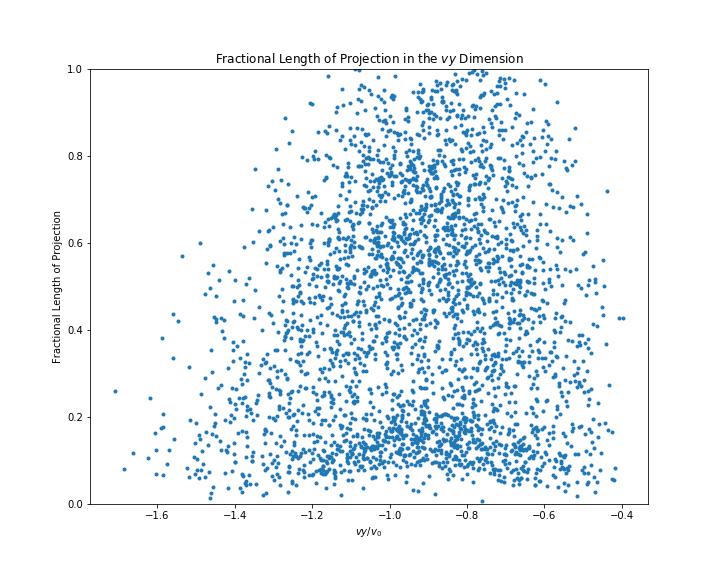 Fractional Length of Projection in the vy Dimension
Fractional Length of Projection
1.0
0.8
0.6
0.4
0.2
0.0
−1.6 −1.4 −1.2 −1.0 −0.8 −0.6 −0.4
vy/v₀